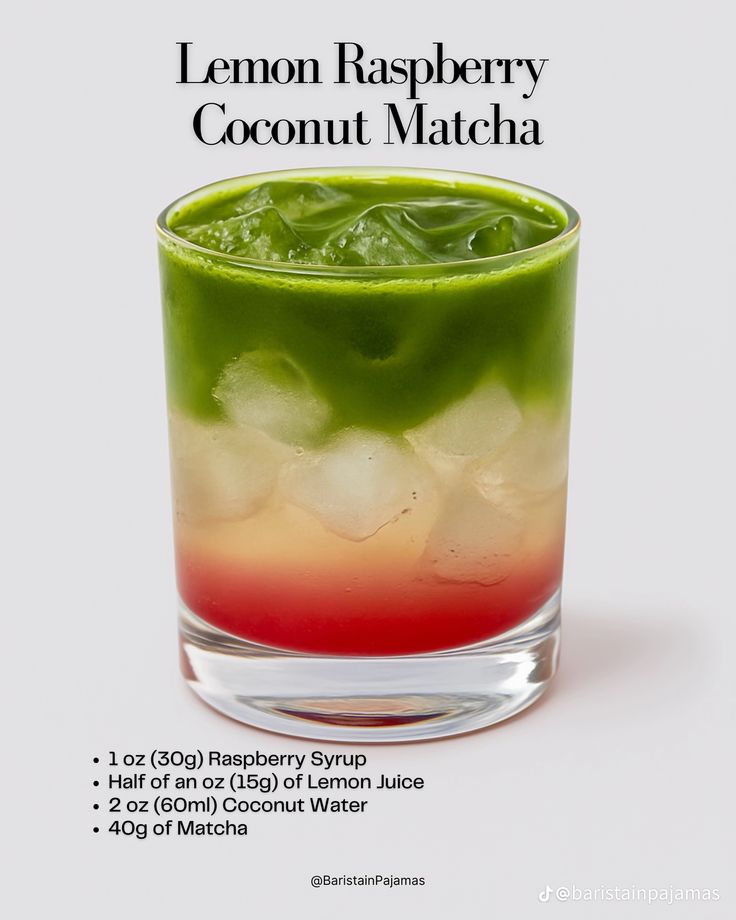 Lemon Raspberry
Coconut Matcha
• 1 oz (30g) Raspberry Syrup
• Half of an oz (15g) of Lemon Juice
• 2 oz (60ml) Coconut Water
• 40g of Matcha
@BaristainPajamas
@baristainpajamas